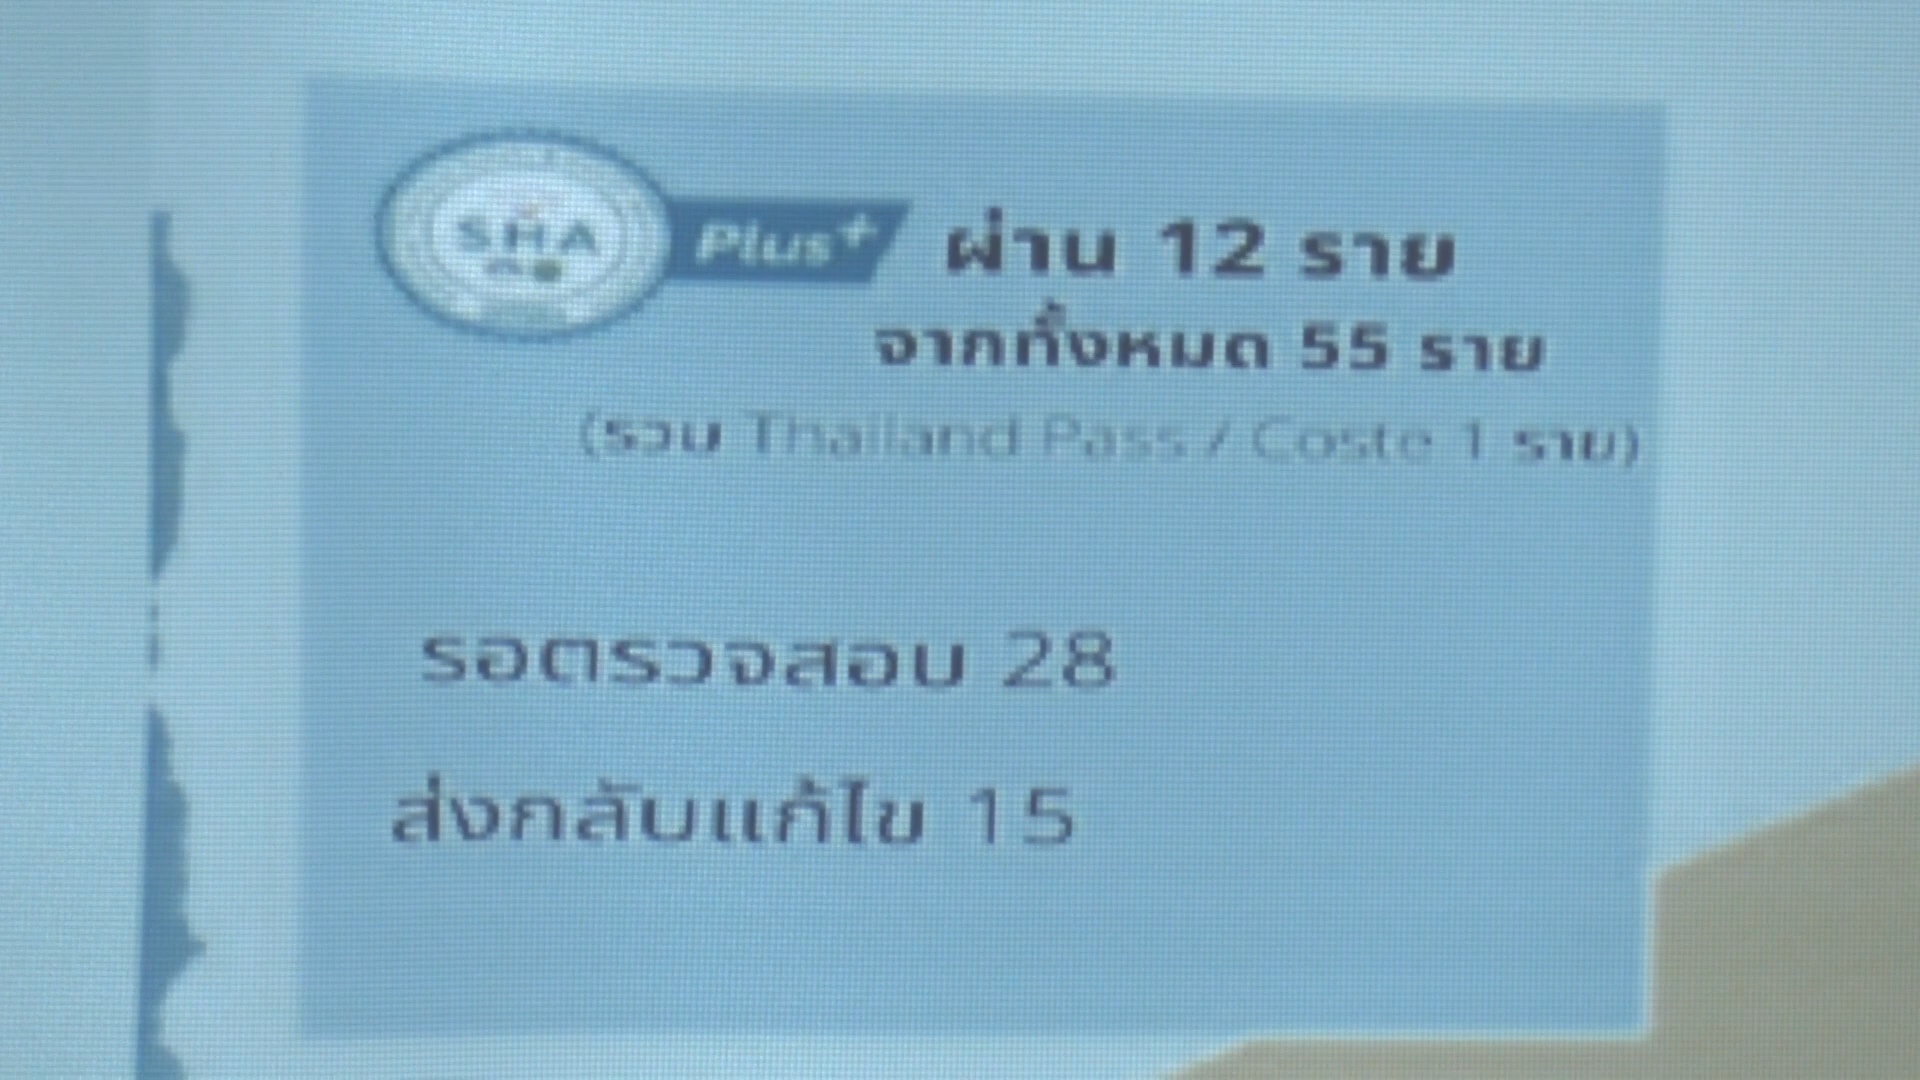 SHA Plus+ ผ่าน 12 ราย
จากทั้งหมด 55 ราย
(รวม Thailand Pass / Coste 1 ราย)
รอตรวจสอบ 28
ส่งกลับแก้ไข 15